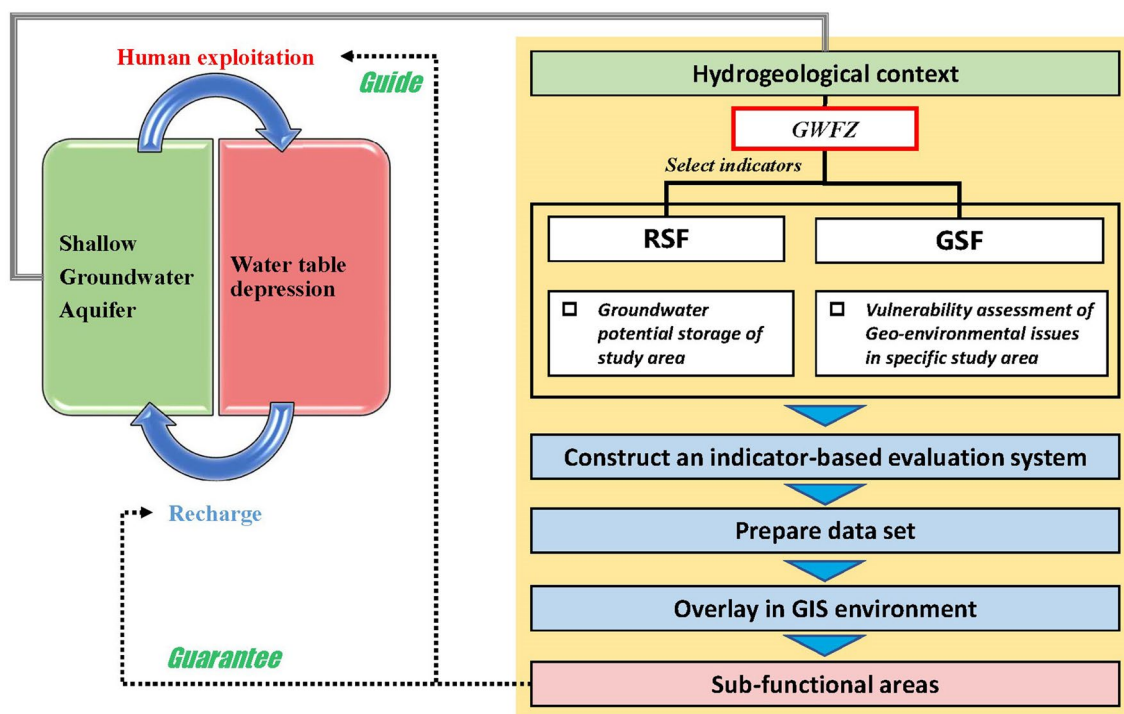 Human exploitation
Guide
Shallow
Groundwater
Aquifer
Water table
depression
Recharge
Guarantee
Hydrogeological context
GWFZ
Select indicators
RSF
GSF
Groundwater
potential storage of
study area
Vulnerability assessment of
Geo-environmental issues
in specific study area
Construct an indicator-based evaluation system
Prepare data set
Overlay in GIS environment
Sub-functional areas